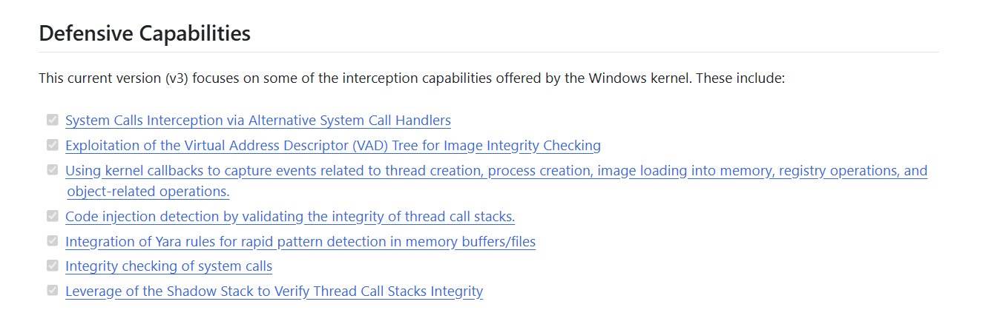 Defensive Capabilities
This current version (v3) focuses on some of the interception capabilities offered by the Windows kernel. These include:
System Calls Interception via Alternative System Call Handlers
Exploitation of the Virtual Address Descriptor (VAD) Tree for Image Integrity Checking
Using kernel callbacks to capture events related to thread creation, process creation, image loading into memory, registry operations, and
object-related operations.
Code injection detection by validating the integrity of thread call stacks.
Integration of Yara rules for rapid pattern detection in memory buffers/files
Integrity checking of system calls
Leverage of the Shadow Stack to Verify Thread Call Stacks Integrity